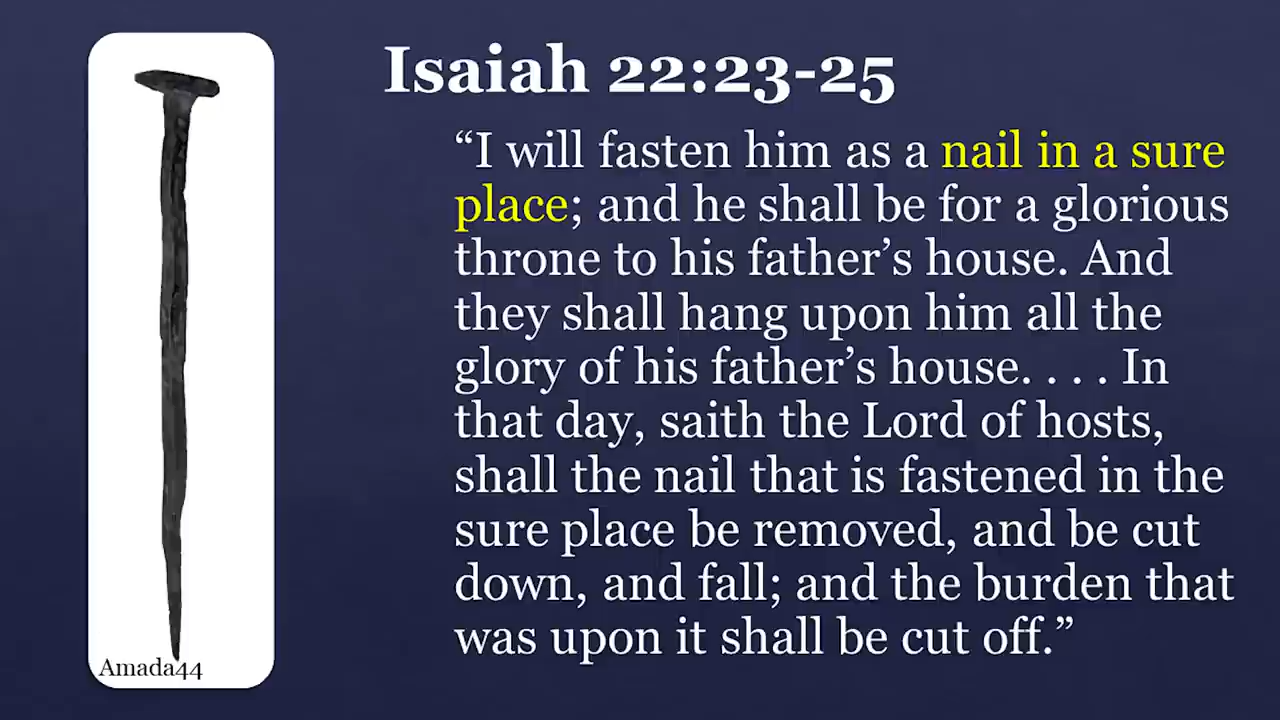 Isaiah 22:23-25
“I will fasten him as a nail in a sure
place; and he shall be for a glorious
throne to his father’s house. And
they shall hang upon him all the
glory of his father’s house. . . . In
that day, saith the Lord of hosts,
shall the nail that is fastened in the
sure place be removed, and be cut
down, and fall; and the burden that
was upon it shall be cut off.”
Amada44